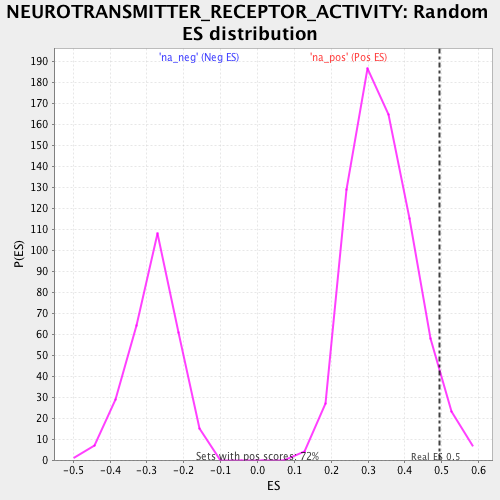 NEUROTRANSMITTER_RECEPTOR_ACTIVITY: Random
ES distribution
'na_neg' (Neg ES)
'na_pos' (Pos ES)
190
180
170
160
150
140
130
120
110
100
90
80
70
60
50
40
30
20
10
0
P(ES)
Sets with pos scores: 72%
Real ES 0.5
-0.5 -0.4 -0.3 -0.2 -0.1 0.0 0.1 0.2 0.3 0.4 0.5 0.6
ES